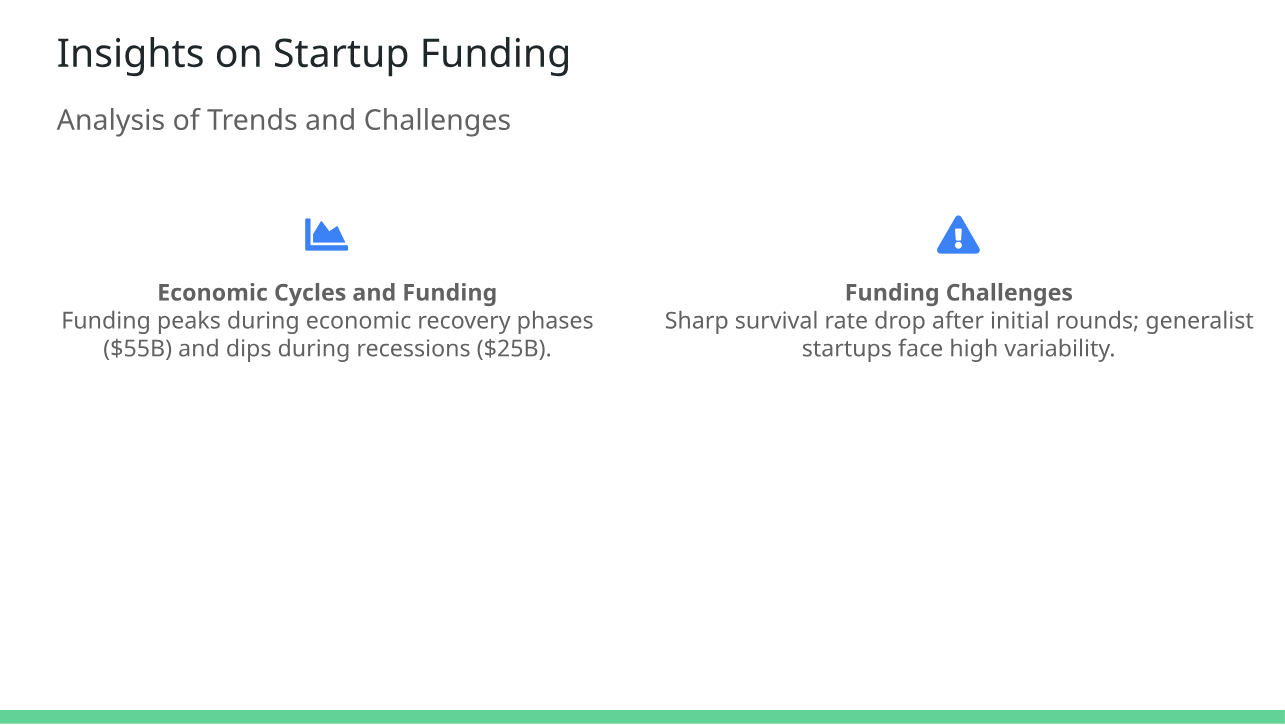 Insights on Startup Funding
Analysis of Trends and Challenges
Economic Cycles and Funding
Funding peaks during economic recovery phases
($55B) and dips during recessions ($25B).
Funding Challenges
Sharp survival rate drop after initial rounds; generalist
startups face high variability.